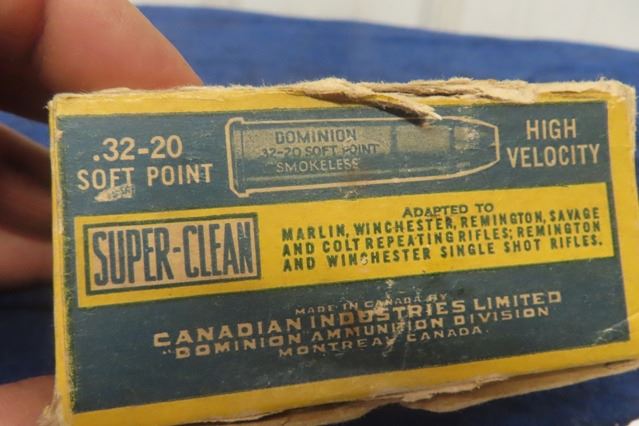 .32-20
SOFT POINT
DOMINION
32-20 SOFT POINT
SMOKELESS
HIGH
VELOCITY
SUPER-CLEAN
ADAPTED TO
MARLIN, WINCHESTER, REMINGTON, SAVAGE
AND COLT REPEATING RIFLES; REMINGTON
AND WINCHESTER SINGLE SHOT RIFLES.
MADE IN CANADA BY
CANADIAN INDUSTRIES LIMITED
"DOMINION AMMUNITION DIVISION
MONTREAL, CANADA.